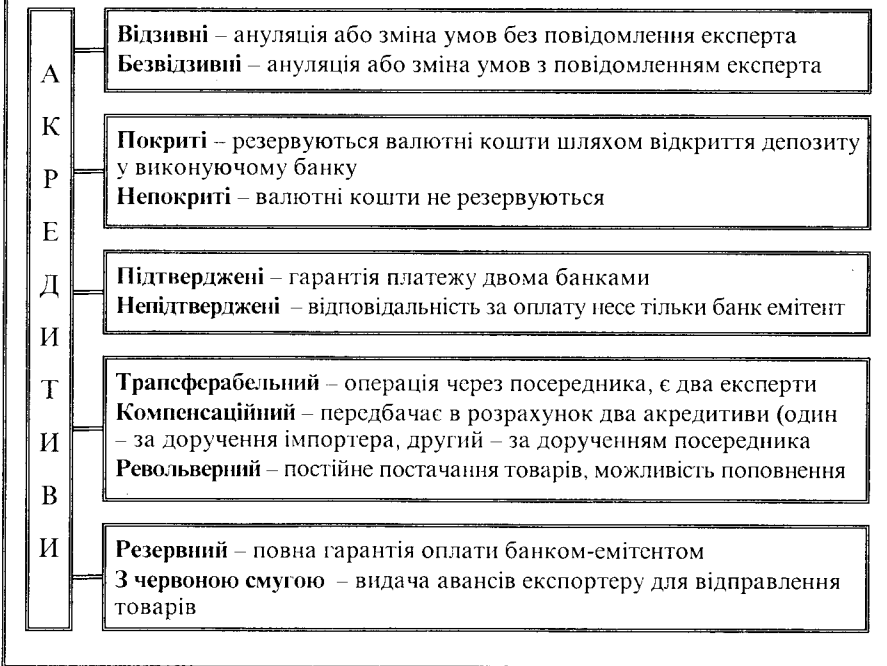 АКРЕДИТИВИ
Відзивні – ануляція або зміна умов без повідомлення експерта
Безвідзивні – ануляція або зміна умов з повідомленням експерта
Покриті – резервуються валютні кошти шляхом відкриття депозиту
у виконуючому банку
Непокриті – валютні кошти не резервуються
Підтверджені – гарантія платежу двома банками
Непідтверджені – відповідальність за оплату несе тільки банк емітент
Трансферабельний – операція через посередника, є два експерти
Компенсаційний – передбачає в розрахунок два акредитиви (один
– за доручення імпортера, другий – за дорученням посередника
Револьверний – постійне постачання товарів, можливість поповнення
Резервний – повна гарантія оплати банком-емітентом
З червоною смугою – видача авансів експортеру для відправлення
товарів